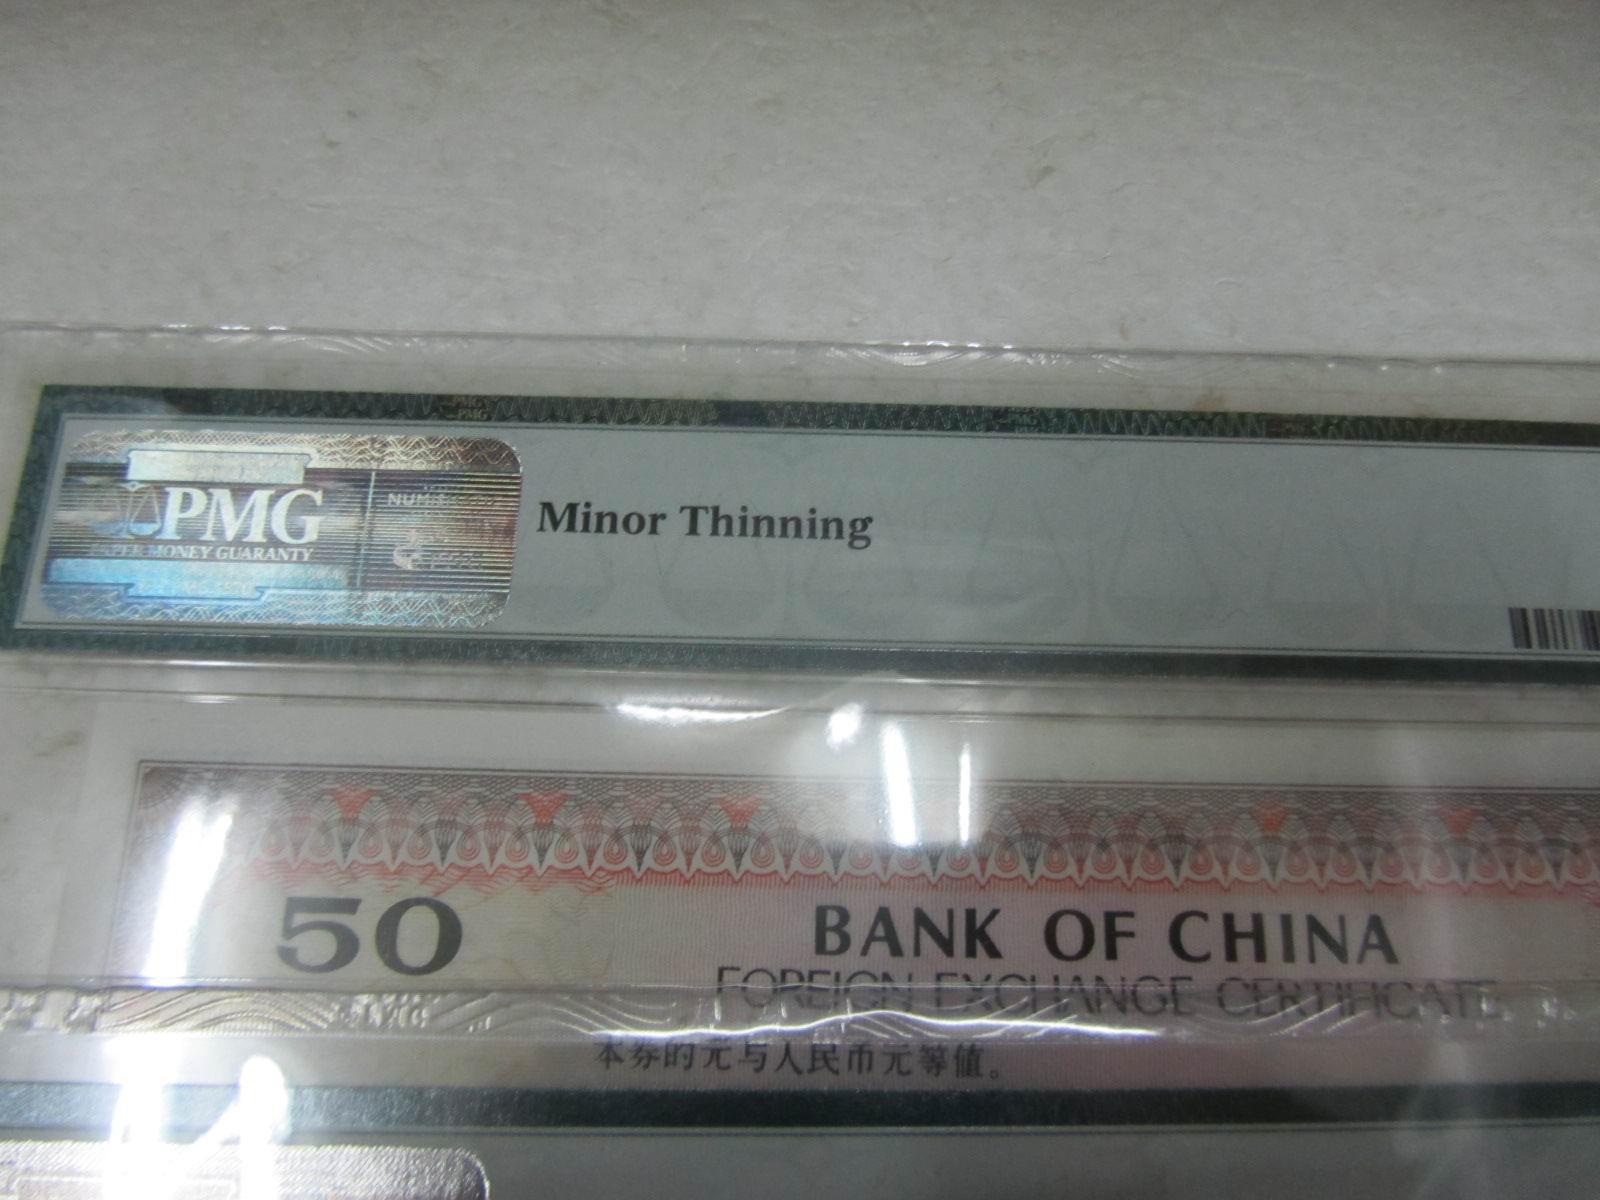 PMG
PAPER MONEY GUARANTY
Minor Thinning
50
BANK OF CHINA
FOREIGN EXCHANGE CERTIFICATE
本券的元与人民币元等值。